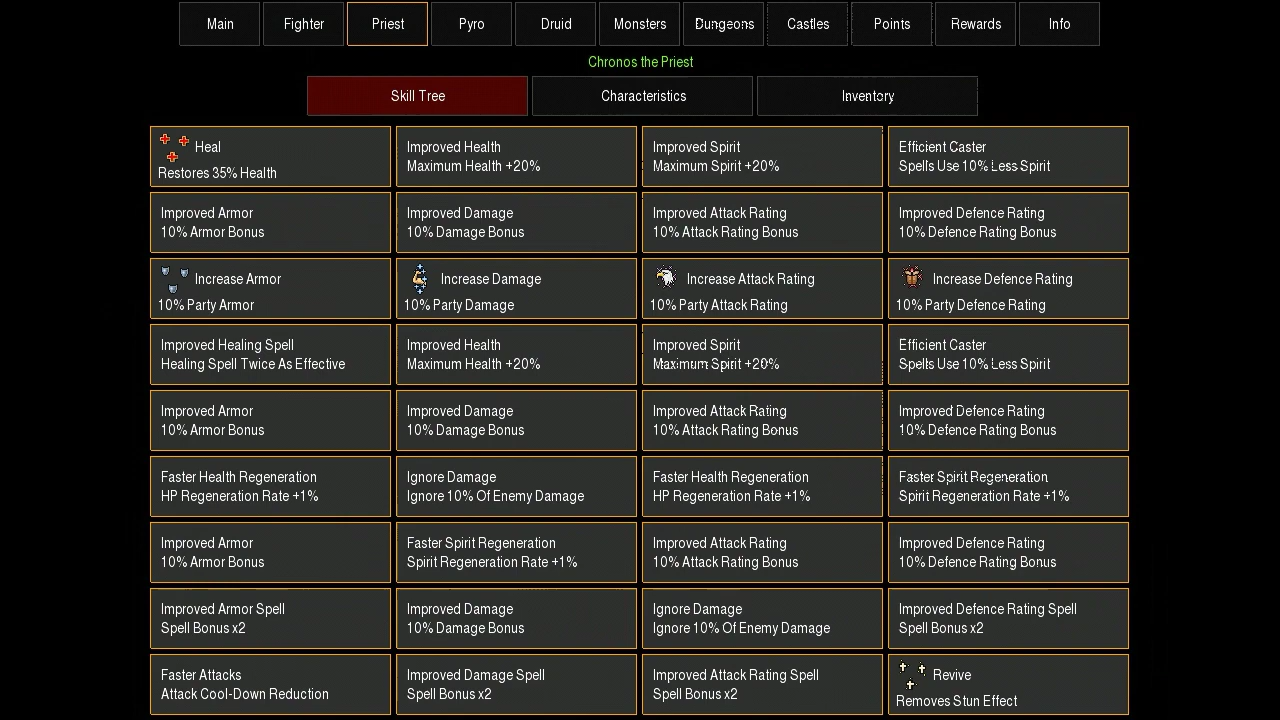 Main Fighter Priest Pyro Druid Monsters Dungeons Castles Points Rewards Info
Chronos the Priest
Skill Tree Characteristics Inventory
Heal
Restores 35% Health
Improved Health
Maximum Health +20%
Improved Spirit
Maximum Spirit +20%
Efficient Caster
Spells Use 10% Less Spirit
Improved Armor
10% Armor Bonus
Improved Damage
10% Damage Bonus
Improved Attack Rating
10% Attack Rating Bonus
Improved Defence Rating
10% Defence Rating Bonus
Increase Armor
10% Party Armor
Increase Damage
10% Party Damage
Increase Attack Rating
10% Party Attack Rating
Increase Defence Rating
10% Party Defence Rating
Improved Healing Spell
Healing Spell Twice As Effective
Improved Health
Maximum Health +20%
Improved Spirit
Maximum Spirit +20%
Efficient Caster
Spells Use 10% Less Spirit
Improved Armor
10% Armor Bonus
Improved Damage
10% Damage Bonus
Improved Attack Rating
10% Attack Rating Bonus
Improved Defence Rating
10% Defence Rating Bonus
Faster Health Regeneration
HP Regeneration Rate +1%
Ignore Damage
Ignore 10% Of Enemy Damage
Faster Health Regeneration
HP Regeneration Rate +1%
Faster Spirit Regeneration
Spirit Regeneration Rate +1%
Improved Armor
10% Armor Bonus
Faster Spirit Regeneration
Spirit Regeneration Rate +1%
Improved Attack Rating
10% Attack Rating Bonus
Improved Defence Rating
10% Defence Rating Bonus
Improved Armor Spell
Spell Bonus x2
Improved Damage
10% Damage Bonus
Ignore Damage
Ignore 10% Of Enemy Damage
Improved Defence Rating Spell
Spell Bonus x2
Faster Attacks
Attack Cool-Down Reduction
Improved Damage Spell
Spell Bonus x2
Improved Attack Rating Spell
Spell Bonus x2
Revive
Removes Stun Effect